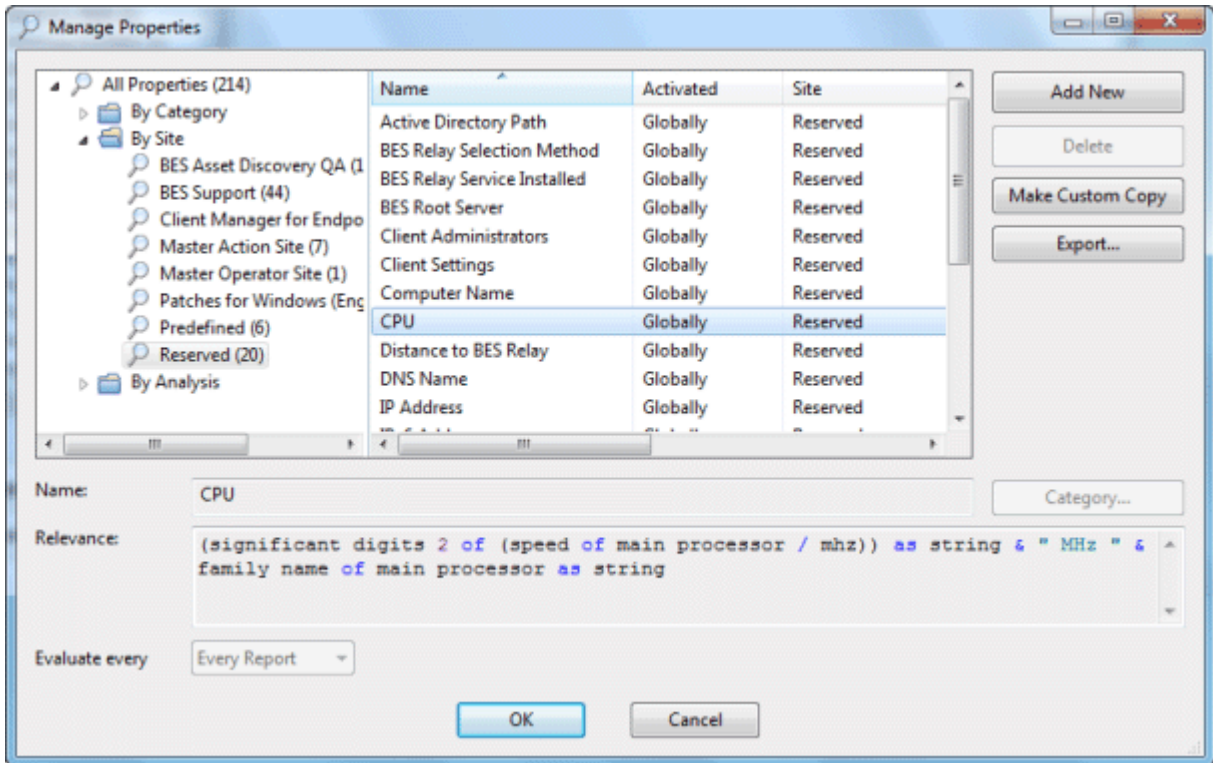 Manage Properties
All Properties (214)
By Category
By Site
BES Asset Discovery QA (1
BES Support (44)
Client Manager for Endpo
Master Action Site (7)
Master Operator Site (1)
Patches for Windows (Eng
Predefined (6)
Reserved (20)
By Analysis
Name Activated Site
Active Directory Path Globally Reserved
BES Relay Selection Method Globally Reserved
BES Relay Service Installed Globally Reserved
BES Root Server Globally Reserved
Client Administrators Globally Reserved
Client Settings Globally Reserved
Computer Name Globally Reserved
CPU Globally Reserved
Distance to BES Relay Globally Reserved
DNS Name Globally Reserved
IP Address Globally Reserved
Add New
Delete
Make Custom Copy
Export...
Name: CPU
Category...
Relevance: (significant digits 2 of (speed of main processor / mhz)) as string & " MHz " &
family name of main processor as string
Evaluate every Every Report
OK Cancel